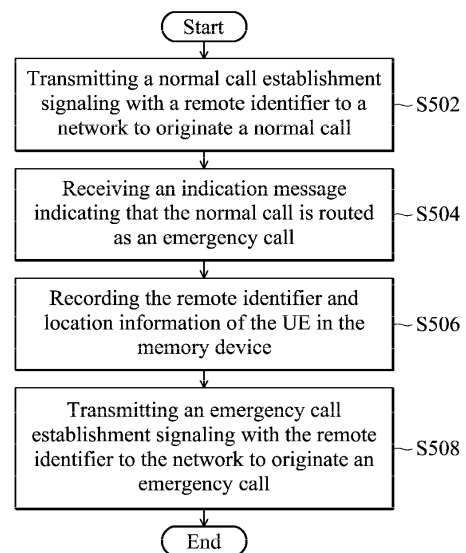 Start
Transmitting a normal call establishment
signaling with a remote identifier to a
network to originate a normal call
S502
Receiving an indication message
indicating that the normal call is routed
as an emergency call
S504
Recording the remote identifier and
location information of the UE in the
memory device
S506
Transmitting an emergency call
establishment signaling with the remote
identifier to the network to originate an
emergency call
S508
End